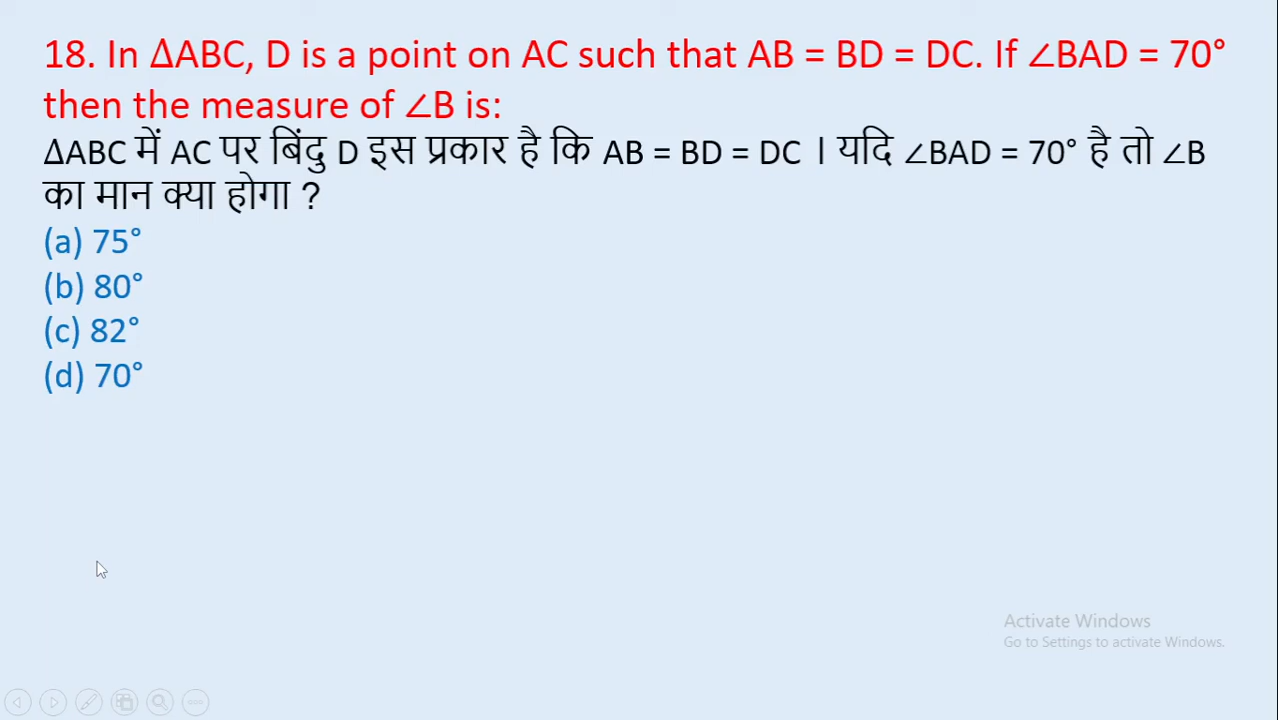 18. In ΔABC, D is a point on AC such that AB = BD = DC. If ∠BAD = 70°
then the measure of ∠B is:
ΔABC में AC पर बिंदु D इस प्रकार है कि AB = BD = DC । यदि ∠BAD = 70° है तो ∠B
का मान क्या होगा ?
(a) 75°
(b) 80°
(c) 82°
(d) 70°
Activate Windows
Go to Settings to activate Windows.